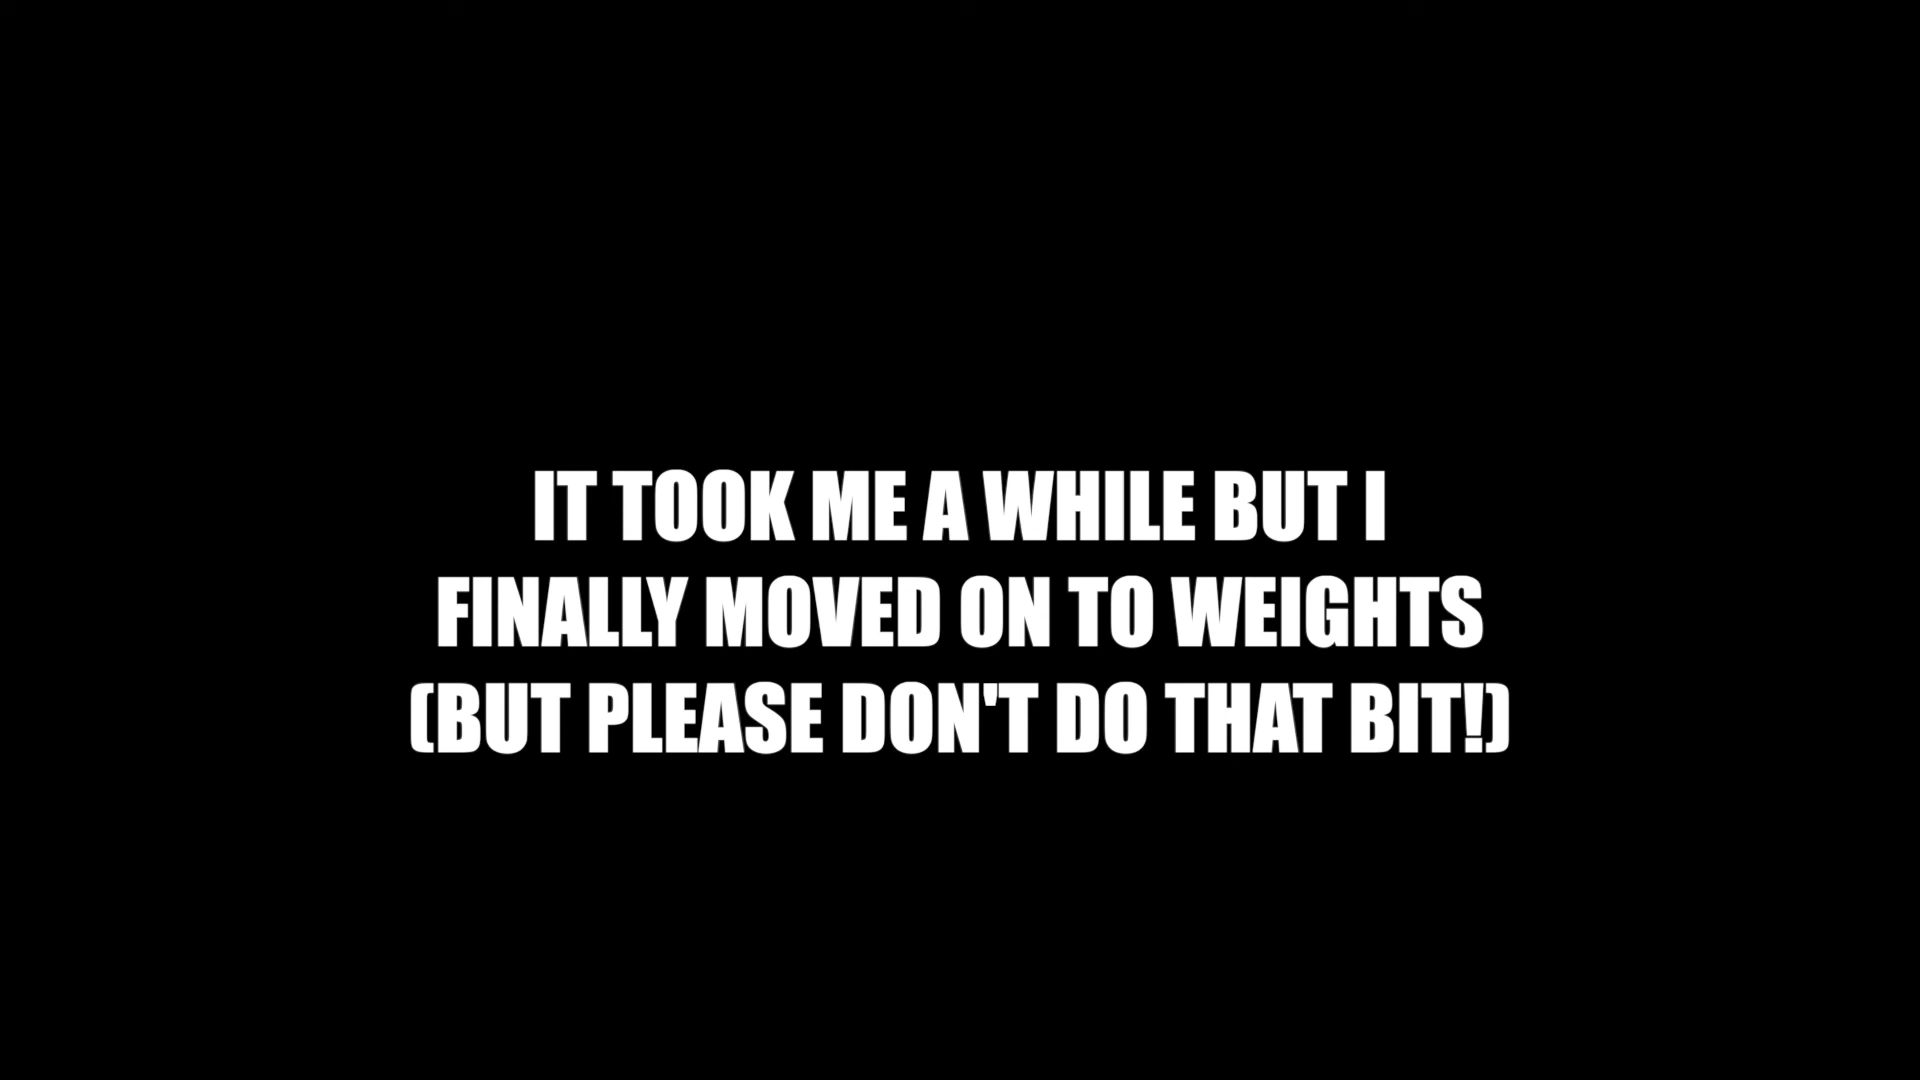 IT TOOK ME A WHILE BUT I
FINALLY MOVED ON TO WEIGHTS
(BUT PLEASE DON'T DO THAT BIT!)